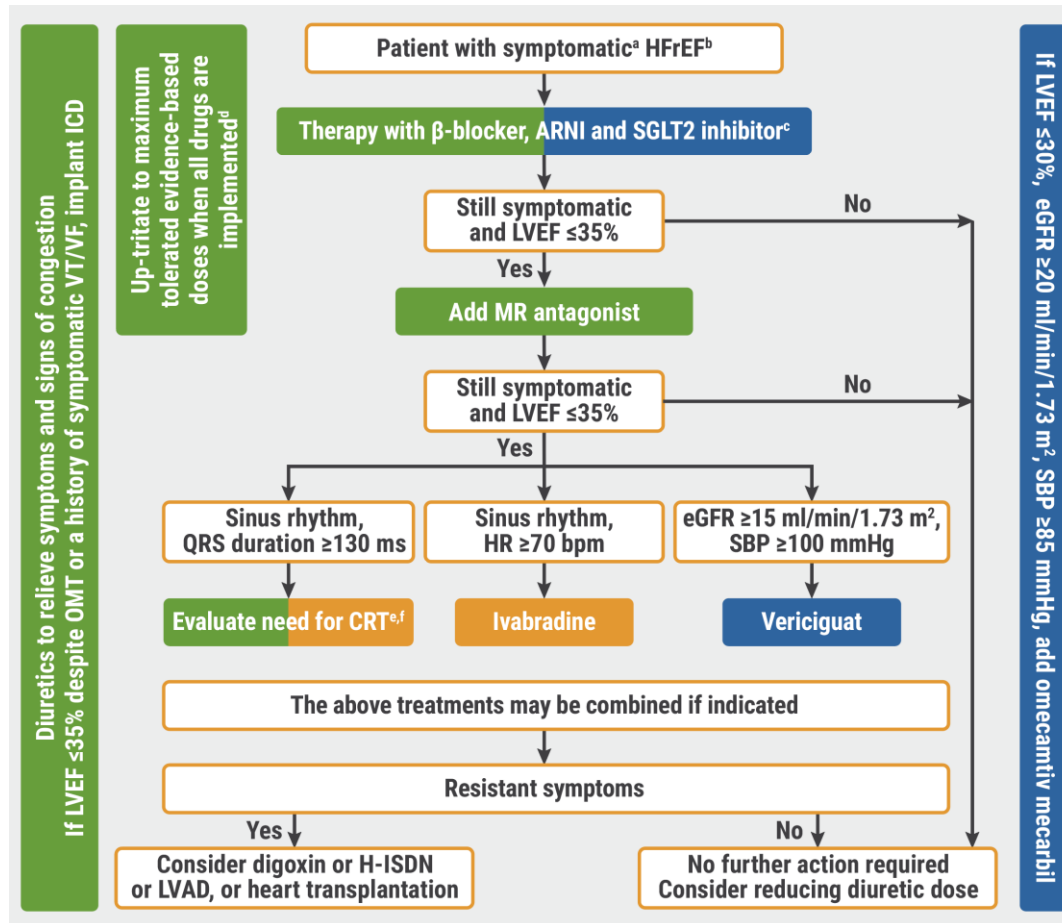 Diuretics to relieve symptoms and signs of congestion
If LVEF ≤35% despite OMT or a history of symptomatic VT/VF, implant ICD
Up-tritate to maximum
tolerated evidence-based
doses when all drugs are
implementedᵈ
Patient with symptomaticᵃ HFrEFᵇ
Therapy with β-blocker, ARNI and SGLT2 inhibitorᶜ
Still symptomatic
and LVEF ≤35%
No
Yes
Add MR antagonist
Still symptomatic
and LVEF ≤35%
No
Yes
Sinus rhythm,
QRS duration ≥130 ms
Sinus rhythm,
HR ≥70 bpm
eGFR ≥15 ml/min/1.73 m²,
SBP ≥100 mmHg
Evaluate need for CRTᵉ,ᶠ
Ivabradine
Vericiguat
The above treatments may be combined if indicated
Resistant symptoms
Yes
No
Consider digoxin or H-ISDN
or LVAD, or heart transplantation
No further action required
Consider reducing diuretic dose
If LVEF ≤30%, eGFR ≥20 ml/min/1.73 m², SBP ≥85 mmHg, add omecamtiv mecarbil